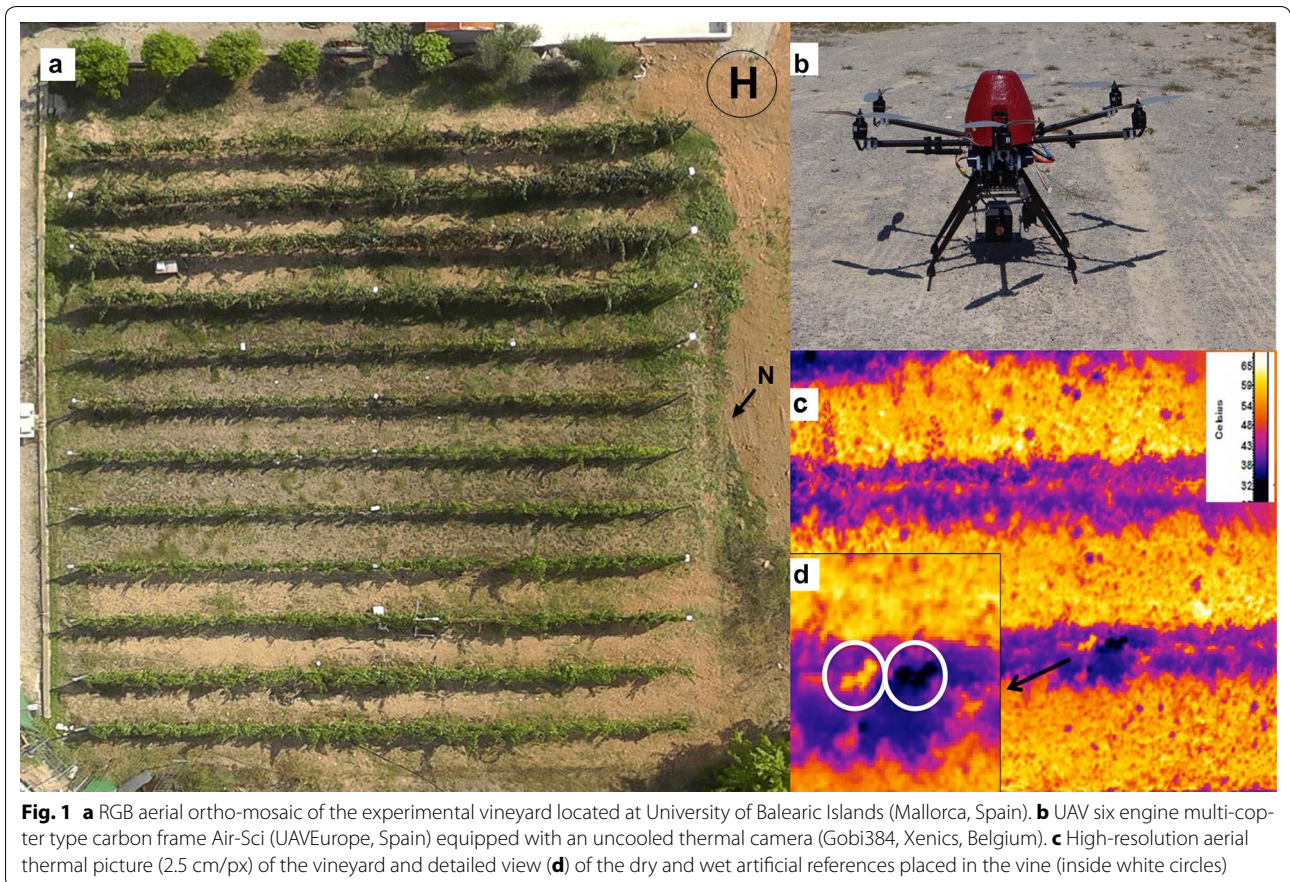 a
H
N
b
c
65
59
54
48
43
38
32
Celsius
d
Fig. 1 a RGB aerial ortho-mosaic of the experimental vineyard located at University of Balearic Islands (Mallorca, Spain). b UAV six engine multi-cop-
ter type carbon frame Air-Sci (UAVEurope, Spain) equipped with an uncooled thermal camera (Gobi384, Xenics, Belgium). c High-resolution aerial
thermal picture (2.5 cm/px) of the vineyard and detailed view (d) of the dry and wet artificial references placed in the vine (inside white circles)